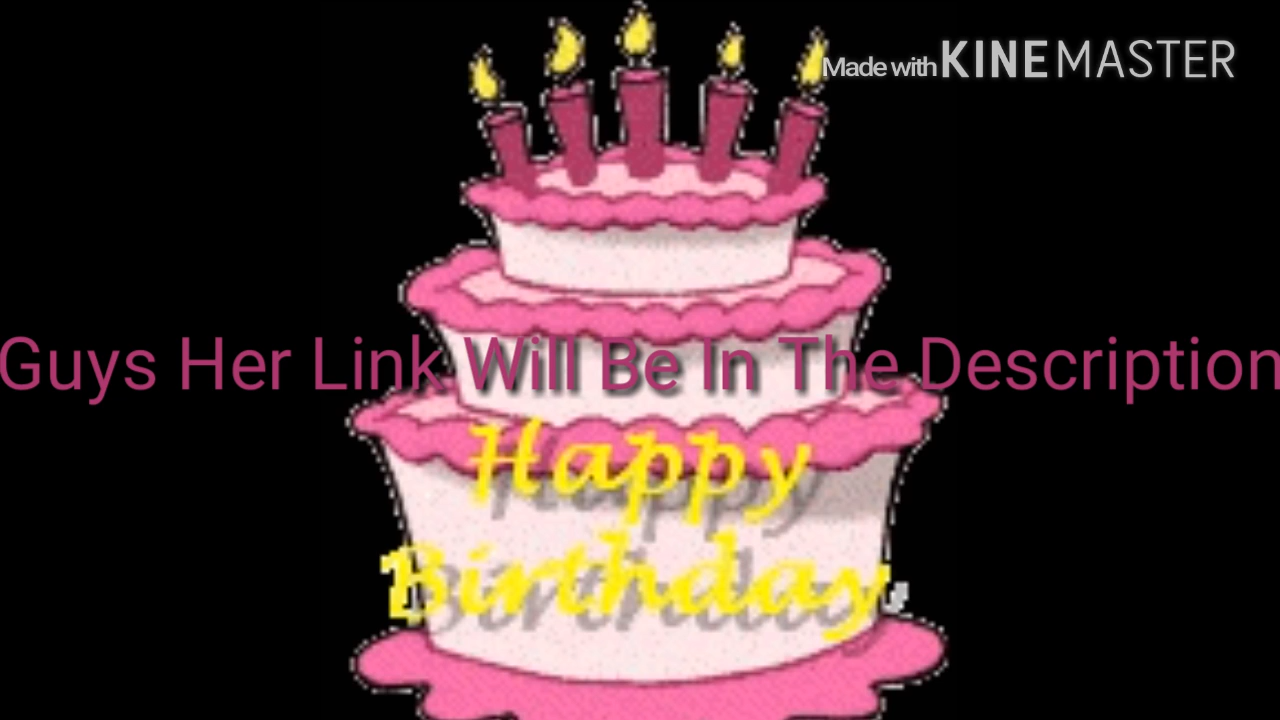 Made with KINEMASTER
Guys Her Link Will Be In The Description
Happy
Birthday